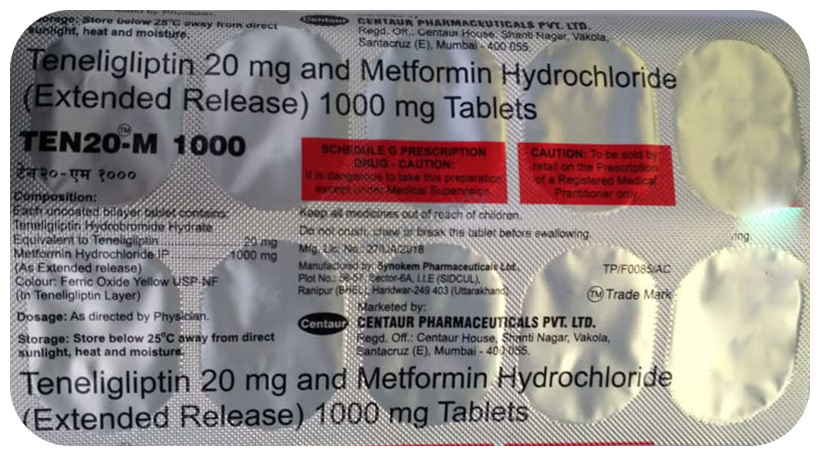 Storage: Store below 25°C away from direct
sunlight, heat and moisture.
Centaur
CENTAUR PHARMACEUTICALS PVT. LTD.
Regd. Off.: Centaur House, Shanti Nagar, Vakola,
Santacruz (E), Mumbai - 400 055.
Teneligliptin 20 mg and Metformin Hydrochloride
(Extended Release) 1000 mg Tablets
TEN20-M 1000
TM
टेन२०-एम १०००
SCHEDULE G PRESCRIPTION
DRUG - CAUTION:
It is dangerous to take this preparation
except under Medical Supervision.
CAUTION: To be sold by
retail on the Prescription
of a Registered Medical
Practitioner only.
Composition:
Each uncoated bilayer tablet contains:
Teneligliptin Hydrobromide Hydrate
Equivalent to Teneligliptin 20 mg
Metformin Hydrochloride IP 1000 mg
(As Extended release)
Colour: Ferric Oxide Yellow USP-NF
(In Teneligliptin Layer)
Dosage: As directed by Physician.
Storage: Store below 25°C away from direct
sunlight, heat and moisture.
Keep all medicines out of reach of children.
Do not crush, chew or break the tablet before swallowing.
ing.
Mfg. Lic. No.: 27/UA/2018
Manufactured by: Synokem Pharmaceuticals Ltd.,
Plot No.: 56-57, Sector-6A, I.I.E (SIDCUL),
Ranipur (BHEL), Haridwar-249 403 (Uttarakhand)
TP/F0085/AC
TM Trade Mark
Marketed by:
Centaur
CENTAUR PHARMACEUTICALS PVT. LTD.
Regd. Off.: Centaur House, Shanti Nagar, Vakola,
Santacruz (E), Mumbai - 400 055.
Teneligliptin 20 mg and Metformin Hydrochloride
(Extended Release) 1000 mg Tablets